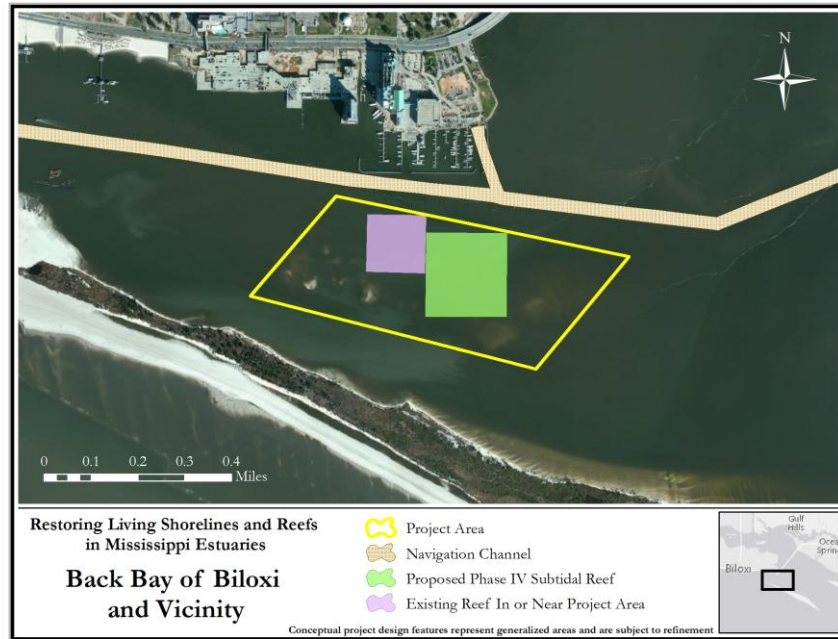 N
0 0.1 0.2 0.3 0.4
Miles
Restoring Living Shorelines and Reefs
in Mississippi Estuaries
Back Bay of Biloxi
and Vicinity
Project Area
Navigation Channel
Proposed Phase IV Subtidal Reef
Existing Reef In or Near Project Area
Conceptual project design features represent generalized areas and are subject to refinement
Gulf
Hills
Ocea
Sprin
Biloxi